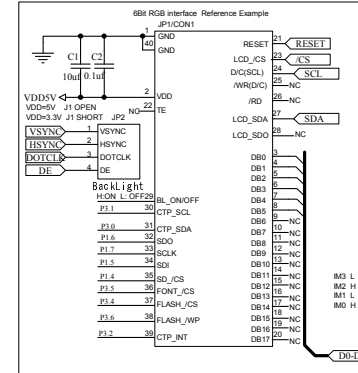 6Bit RGB interface Reference Example
JP1/CON1
1 GND
40 GND
C1 C2
10uf 0.1uf
VDD5V 2 VDD
VDD=5V J1 OPEN
VDD=3.3V J1 SHORT JP2
NC 22 TE
VSYNC 1 VSYNC
HSYNC 2 HSYNC
DOTCLK 3 DOTCLK
DE 4 DE
BackLight
H:ON L: OFF 29 BL_ON/OFF
P3.1 30 CTP_SCL
P3.0 31 CTP_SDA
P1.6 32 SDO
P1.7 33 SCLK
P1.5 34 SDI
P1.4 35 SD_/CS
P3.5 36 FONT_/CS
P3.4 37 FLASH_/CS
P3.6 38 FLASH_/WP
P3.2 39 CTP_INT
RESET 21 RESET
LCD_/CS 23 /CS
D/C(SCL) 24 SCL
/WR(D/C) 25 NC
/RD 26 NC
LCD_SDA 27 SDA
LCD_SDO 28 NC
DB0 3
DB1 4
DB2 5
DB3 6
DB4 7
DB5 8
DB6 9 NC
DB7 10 NC
DB8 11 NC
DB9 12 NC
DB10 13 NC
DB11 14 NC
DB12 15 NC
DB13 16 NC
DB14 17 NC
DB15 18 NC
DB16 19 NC
DB17 20 NC
IM3 L
IM2 H
IM1 L
IM0 H